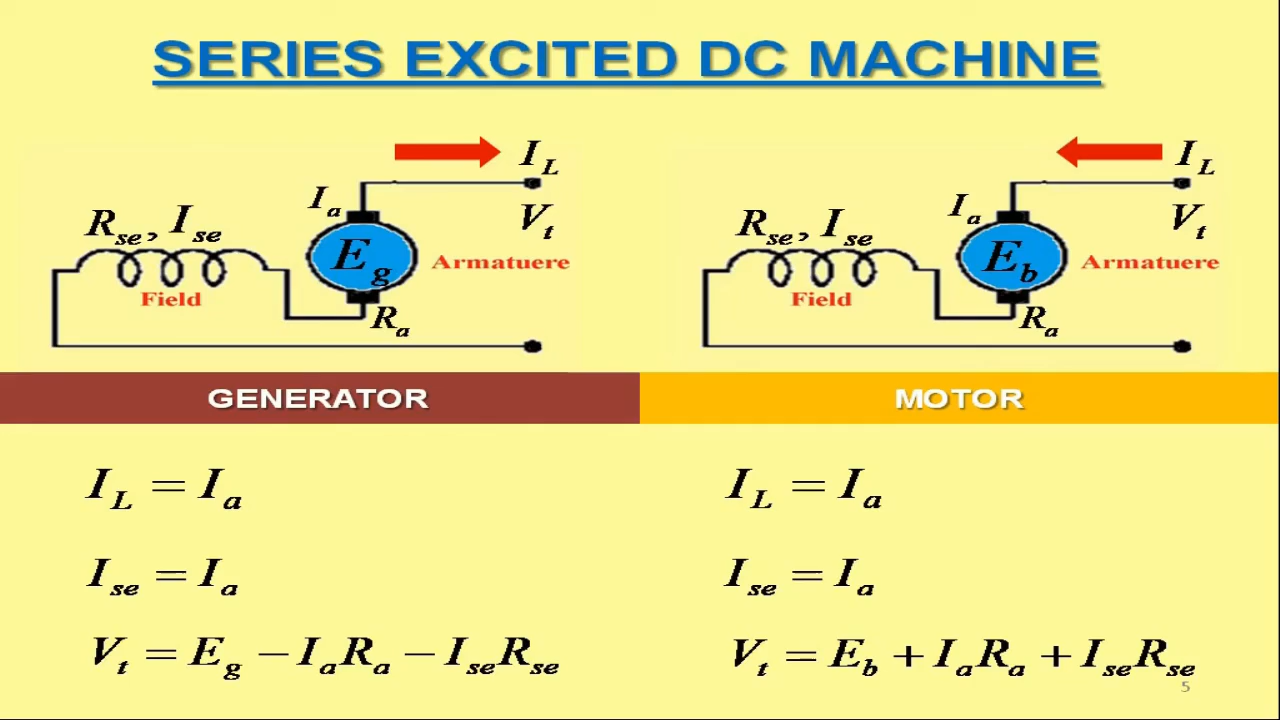 SERIES EXCITED DC MACHINE
I_L
I_a
V_t
R_se, I_se
E_g
Armatuere
Field
R_a
I_L
I_a
V_t
R_se, I_se
E_b
Armatuere
Field
R_a
GENERATOR
MOTOR
I_L = I_a
I_se = I_a
V_t = E_g − I_a R_a − I_se R_se
I_L = I_a
I_se = I_a
V_t = E_b + I_a R_a + I_se R_se
5